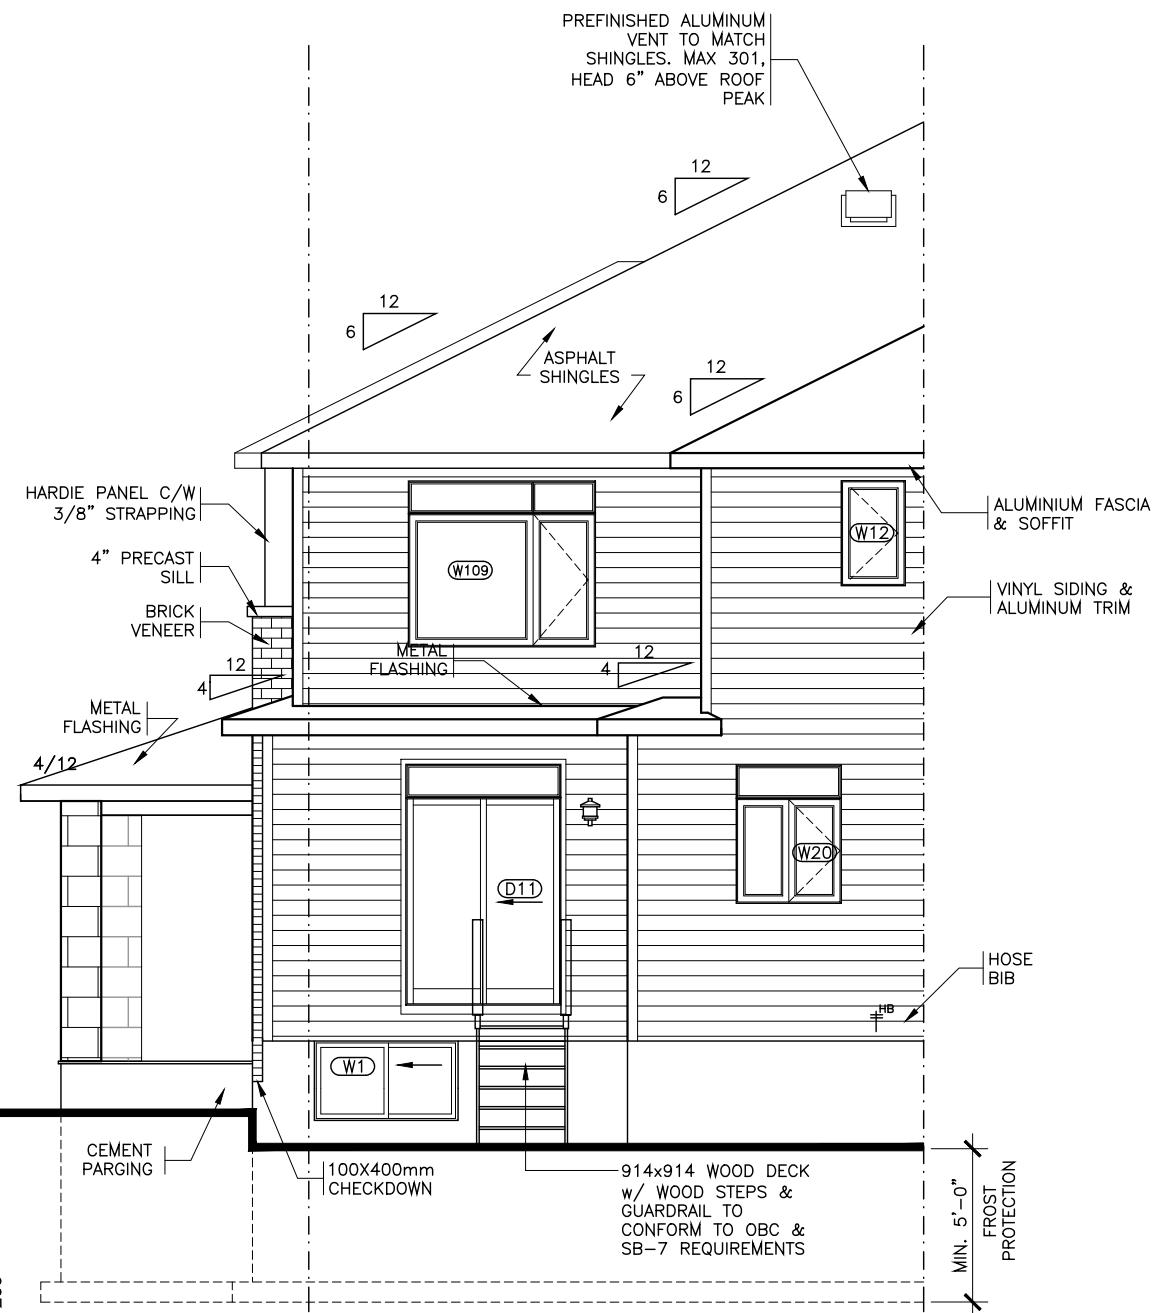 PREFINISHED ALUMINUM
VENT TO MATCH
SHINGLES. MAX 301,
HEAD 6" ABOVE ROOF
PEAK
12
6
12
6
ASPHALT
SHINGLES
12
6
HARDIE PANEL C/W
3/8" STRAPPING
4" PRECAST
SILL
BRICK
VENEER
W109
W12
ALUMINIUM FASCIA
& SOFFIT
VINYL SIDING &
ALUMINUM TRIM
METAL
FLASHING
12
4
12
4
METAL
FLASHING
4/12
D11
W20
HOSE
BIB
HB
W1
CEMENT
PARGING
100X400mm
CHECKDOWN
914x914 WOOD DECK
w/ WOOD STEPS &
GUARDRAIL TO
CONFORM TO OBC &
SB-7 REQUIREMENTS
MIN. 5'-0"
FROST
PROTECTION